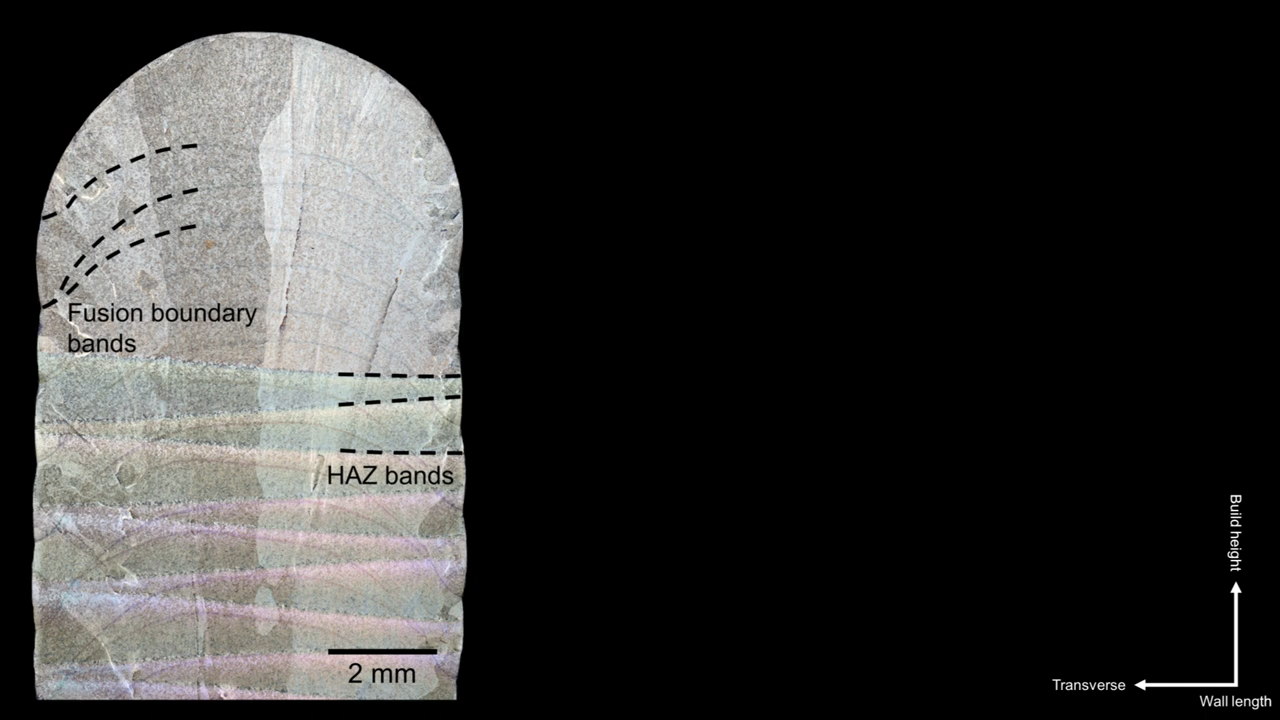 Fusion boundary
bands
HAZ bands
2 mm
Build height
Transverse
Wall length